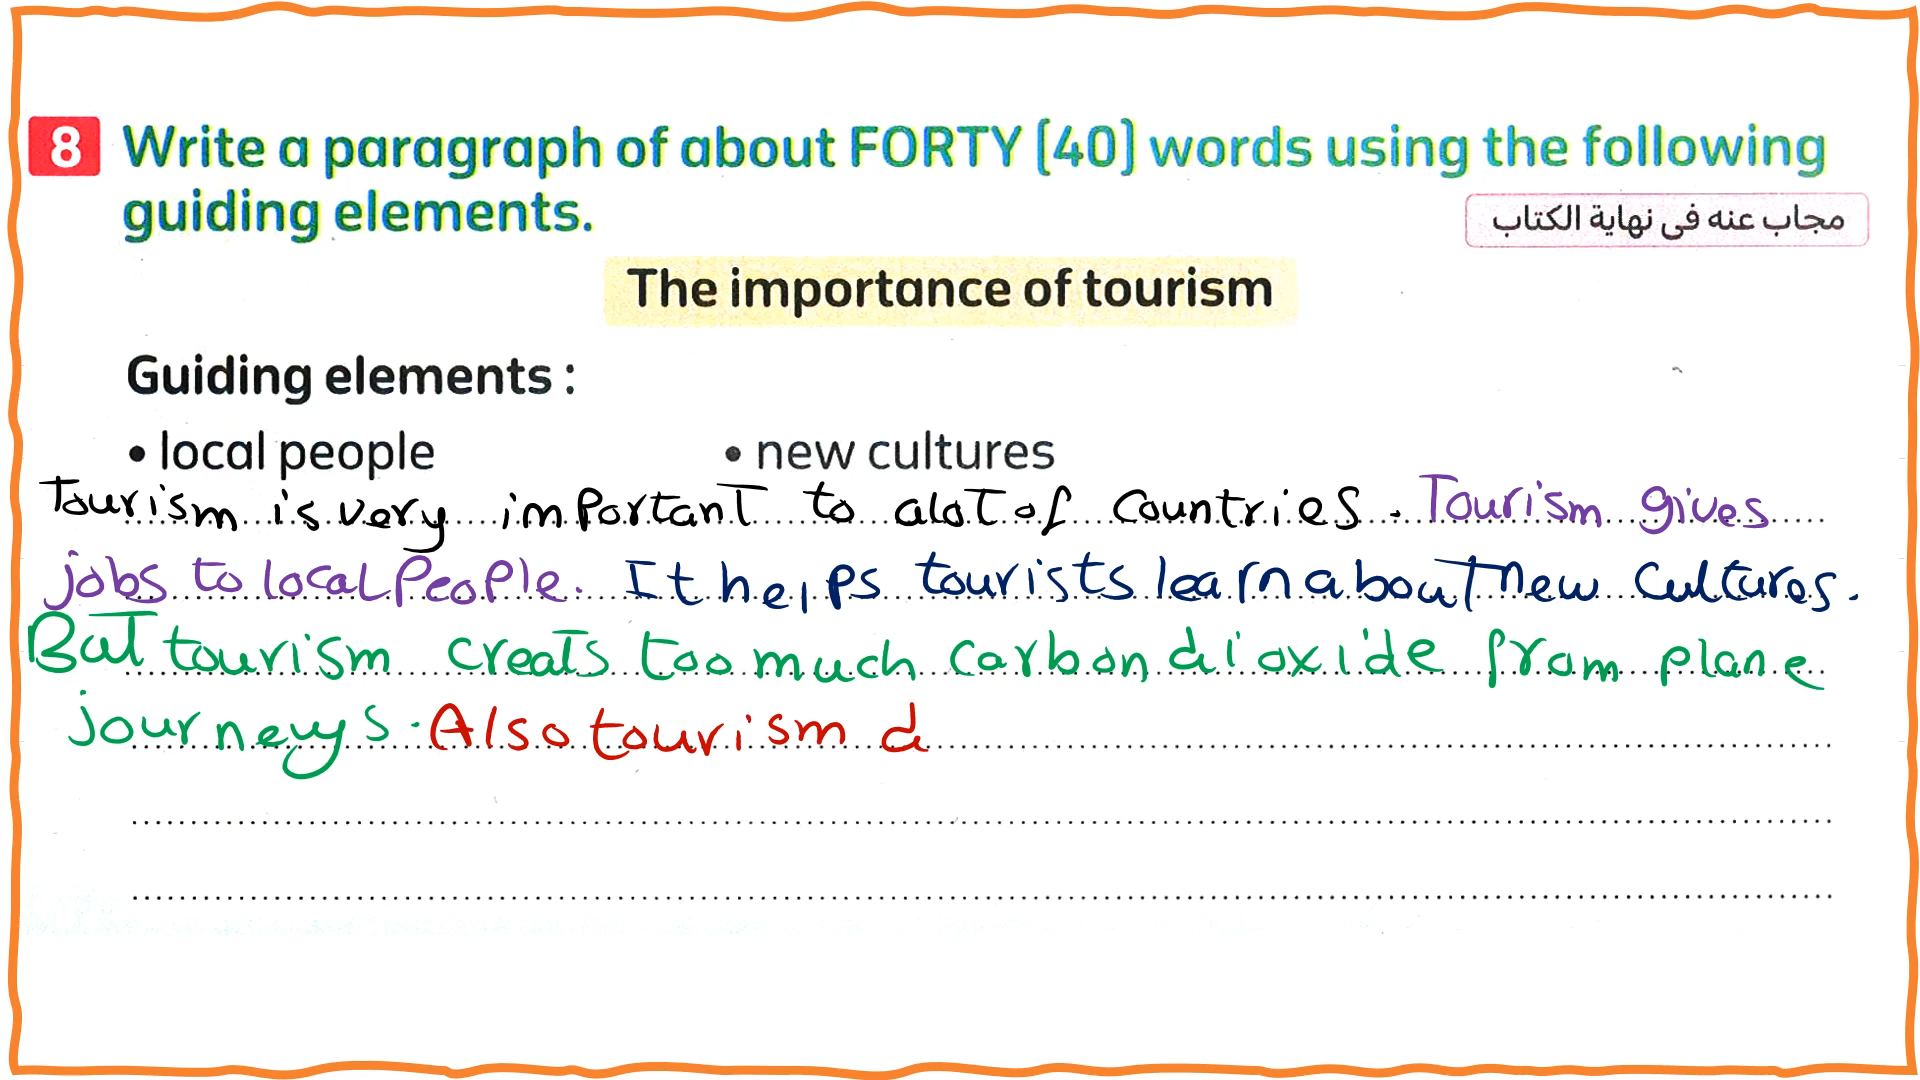 8 Write a paragraph of about FORTY (40) words using the following
guiding elements.
مجاب عنه فى نهاية الكتاب
The importance of tourism
Guiding elements :
• local people • new cultures
Tourism is very important to alot of countries. Tourism gives
jobs to local people. It helps tourists learn about new cultures.
But tourism creats too much carbon dioxide from plane
journeys. Also tourism d